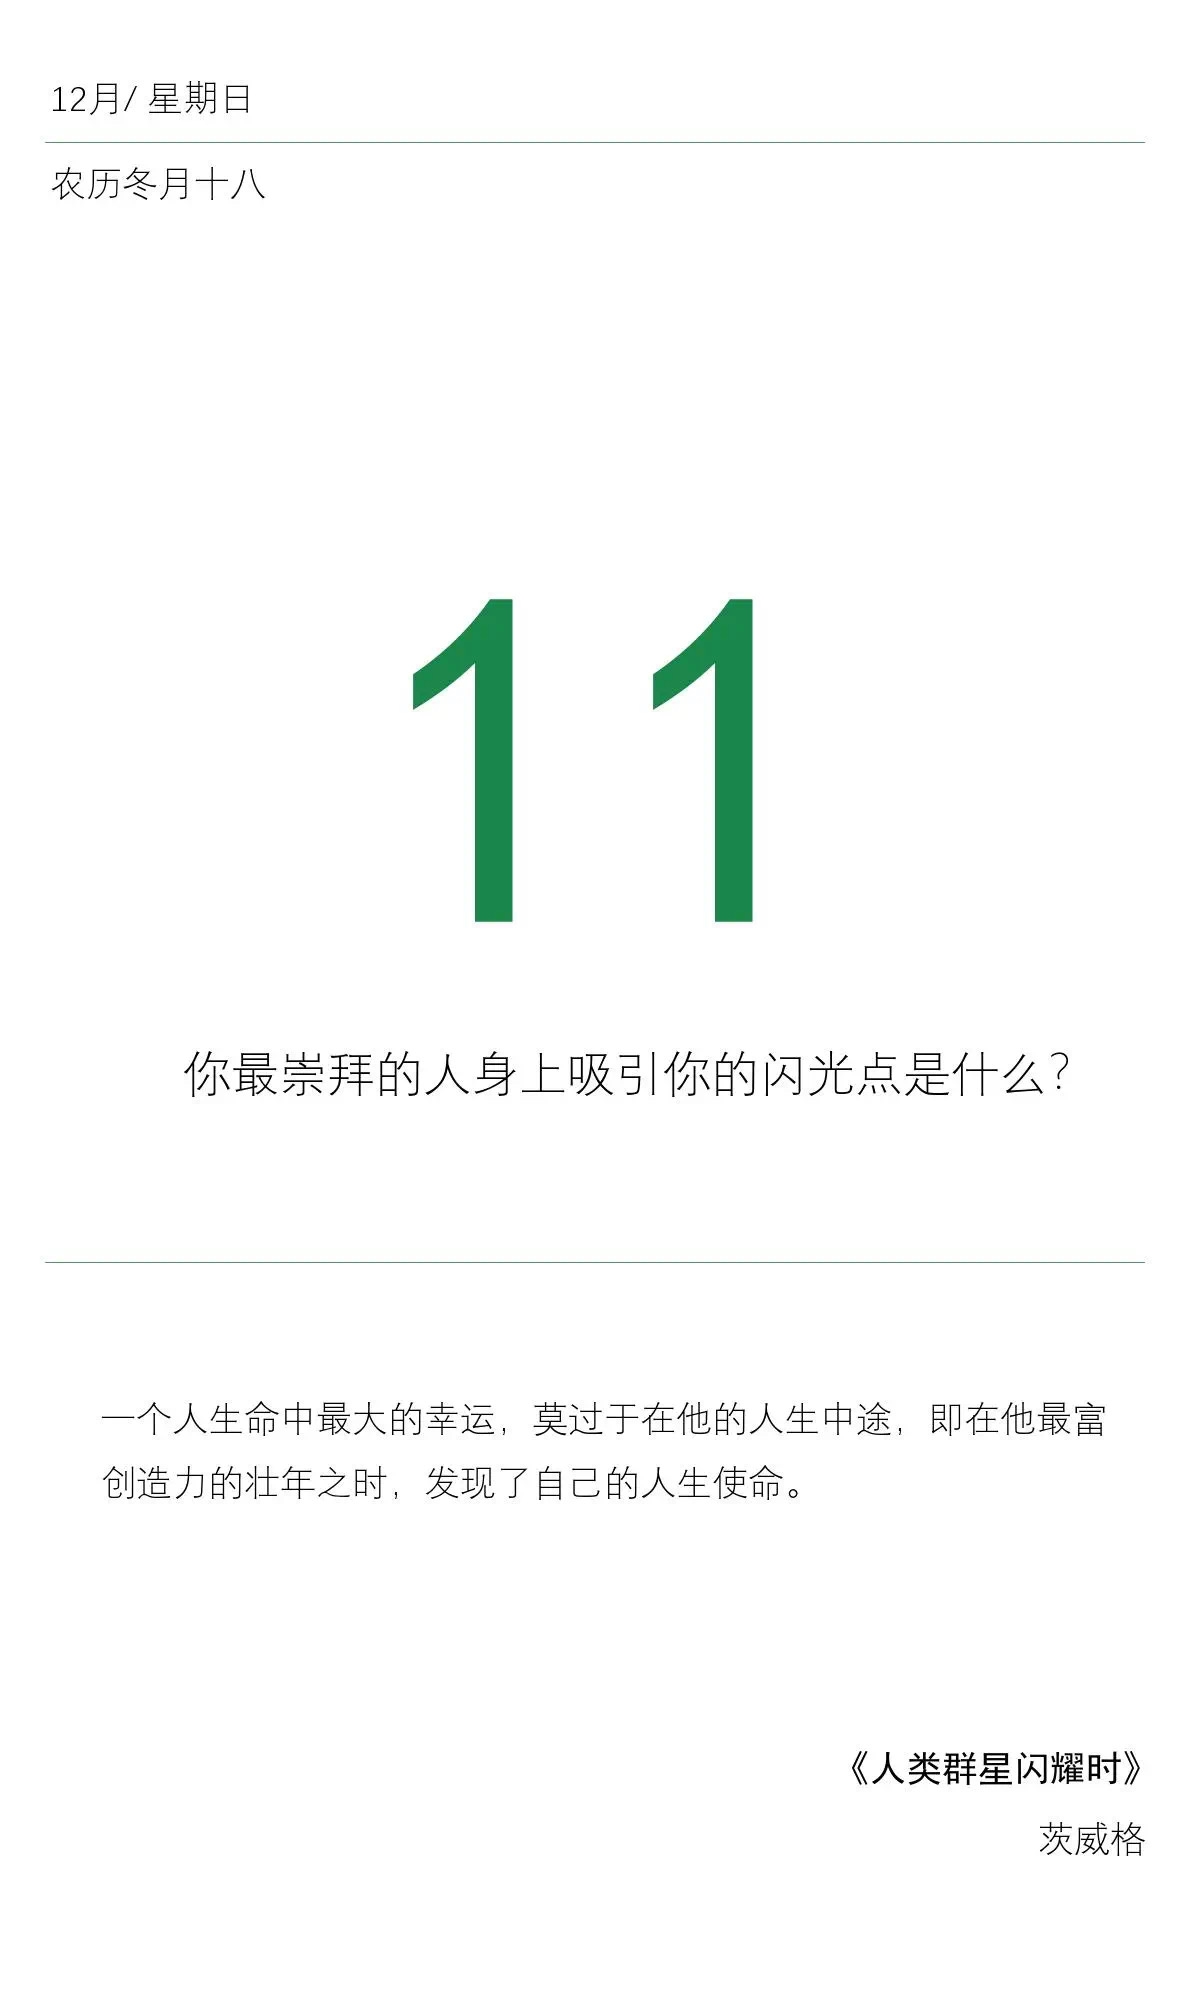 12月/ 星期日
农历冬月十八
11
你最崇拜的人身上吸引你的闪光点是什么?
一个人生命中最大的幸运，莫过于在他的人生中途，即在他最富
创造力的壮年之时，发现了自己的人生使命。
《人类群星闪耀时》
茨威格